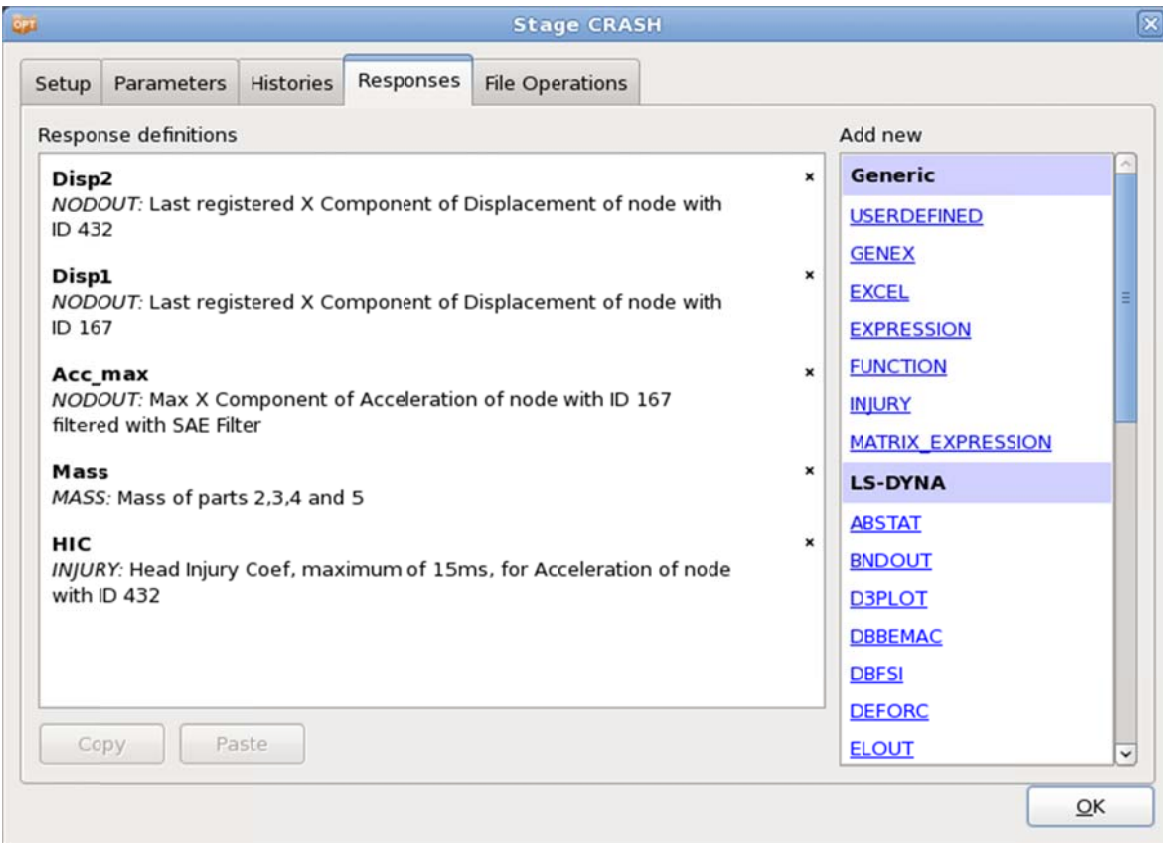 OPT
Stage CRASH
Setup
Parameters
Histories
Responses
File Operations
Response definitions
Disp2
NODOUT: Last registered X Component of Displacement of node with
ID 432
Disp1
NODOUT: Last registered X Component of Displacement of node with
ID 167
Acc_max
NODOUT: Max X Component of Acceleration of node with ID 167
filtered with SAE Filter
Mass
MASS: Mass of parts 2,3,4 and 5
HIC
INJURY: Head Injury Coef, maximum of 15ms, for Acceleration of node
with ID 432
Copy
Paste
Add new
Generic
USERDEFINED
GENEX
EXCEL
EXPRESSION
FUNCTION
INJURY
MATRIX_EXPRESSION
LS-DYNA
ABSTAT
BNDOUT
D3PLOT
DBBEMAC
DBFSI
DEFORC
ELOUT
OK